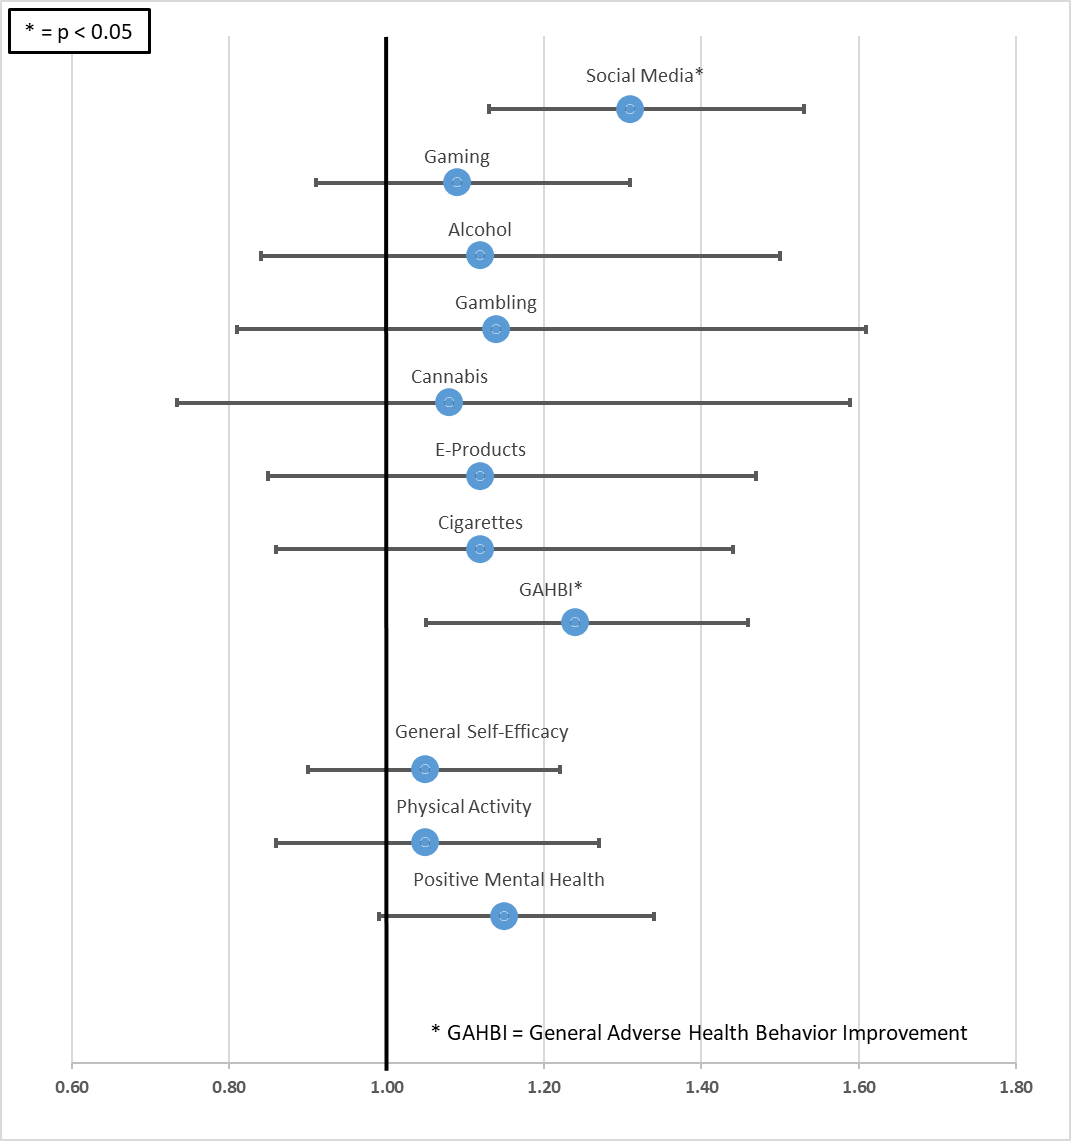 * = p < 0.05
Social Media*
Gaming
Alcohol
Gambling
Cannabis
E-Products
Cigarettes
GAHBI*
General Self-Efficacy
Physical Activity
Positive Mental Health
* GAHBI = General Adverse Health Behavior Improvement
0.60 0.80 1.00 1.20 1.40 1.60 1.80